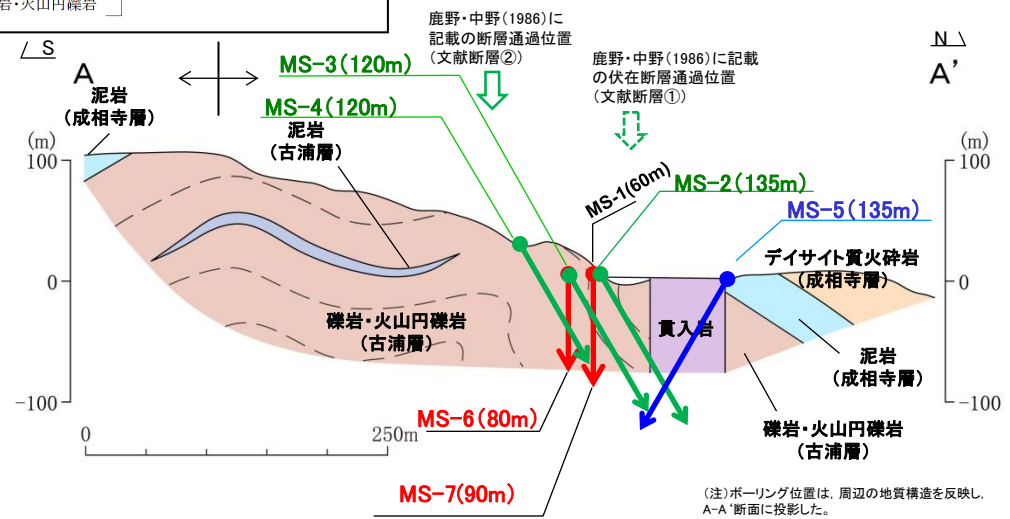 岩・火山円礫岩
S
N
A
A’
鹿野・中野(1986)に
記載の断層通過位置
(文献断層②)
鹿野・中野(1986)に記載
の伏在断層通過位置
(文献断層①)
MS-3(120m)
MS-4(120m)
泥岩
(成相寺層)
泥岩
(古浦層)
MS-1(60m)
MS-2(135m)
MS-5(135m)
(m)
100
0
-100
(m)
100
0
-100
デイサイト質火砕岩
(成相寺層)
礫岩・火山円礫岩
(古浦層)
貫入岩
泥岩
(成相寺層)
MS-6(80m)
礫岩・火山円礫岩
(古浦層)
0
250m
MS-7(90m)
(注)ボーリング位置は，周辺の地質構造を反映し，
A-A‘断面に投影した。